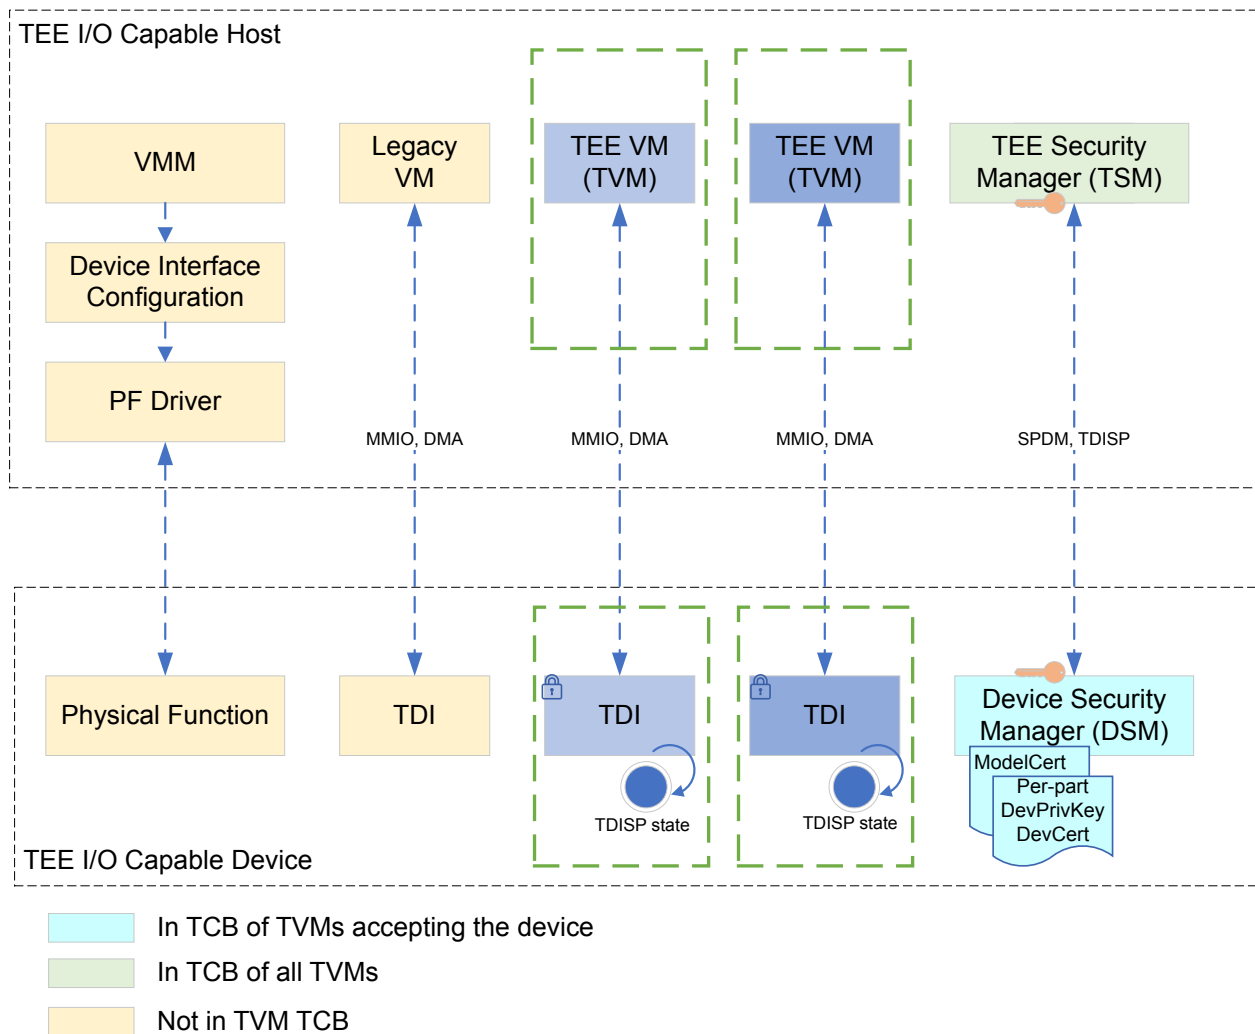 TEE I/O Capable Host
VMM
Legacy
VM
TEE VM
(TVM)
TEE VM
(TVM)
TEE Security
Manager (TSM)
Device Interface
Configuration
PF Driver
MMIO, DMA
MMIO, DMA
MMIO, DMA
SPDM, TDISP
Physical Function
TDI
TDI
TDI
Device Security
Manager (DSM)
ModelCert
Per-part
DevPrivKey
DevCert
TDISP state
TDISP state
TEE I/O Capable Device
In TCB of TVMs accepting the device
In TCB of all TVMs
Not in TVM TCB